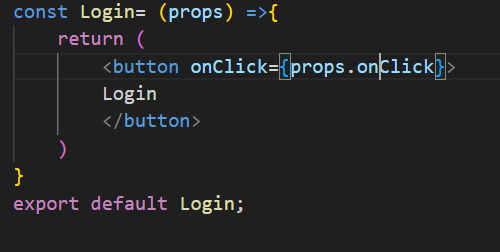 const Login= (props) =>{
return (
<button onClick={props.onClick}>
Login
</button>
)
}
export default Login;